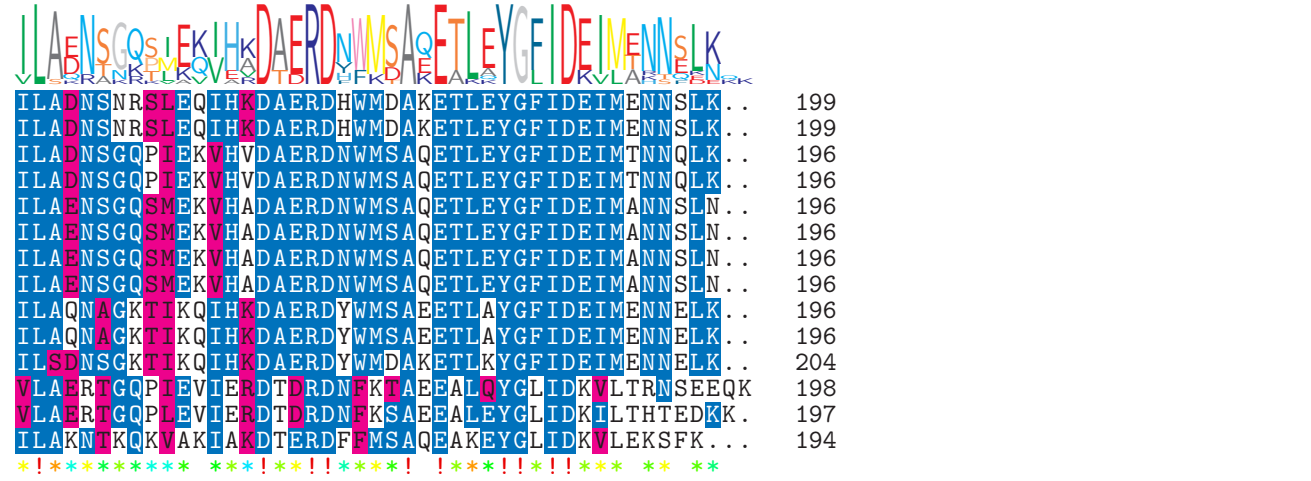 ILAENSGQSIEKIHKDAERDNWMSAQETLEYGFIDEIMENNSLK
ILADNSNRSLEQIHKDAERDHWMDAKETLEYGFIDEIMENNSLK.. 199
ILADNSNRSLEQIHKDAERDHWMDAKETLEYGFIDEIMENNSLK.. 199
ILADNSGQPIEKVHVDAERDNWMSAQETLEYGFIDEIMTNNQLK.. 196
ILADNSGQPIEKVHVDAERDNWMSAQETLEYGFIDEIMTNNQLK.. 196
ILAENSGQSMEKVHADAERDNWMSAQETLEYGFIDEIMANNSLN.. 196
ILAENSGQSMEKVHADAERDNWMSAQETLEYGFIDEIMANNSLN.. 196
ILAENSGQSMEKVHADAERDNWMSAQETLEYGFIDEIMANNSLN.. 196
ILAENSGQSMEKVHADAERDNWMSAQETLEYGFIDEIMANNSLN.. 196
ILAQNAGKTIKQIHKDAERDYWMSAEETLAYGFIDEIMENNELK.. 196
ILAQNAGKTIKQIHKDAERDYWMSAEETLAYGFIDEIMENNELK.. 196
ILSDNSGKTIKQIHKDAERDYWMDAKETLKYGFIDEIMENNELK.. 204
VLAERTGQPIEVIERDTDRDNFKTAEEALQYGLIDKVLTRNSEEQK 198
VLAERTGQPLEVIERDTDRDNFKSAEEALEYGLIDKILTHTEDKK. 197
ILAKNTKQKVAKIAKDTERDFFMSAQEAKEYGLIDKVLEKSFK... 194
*!********* ***!**!!****! !***!!*!!*** ** **